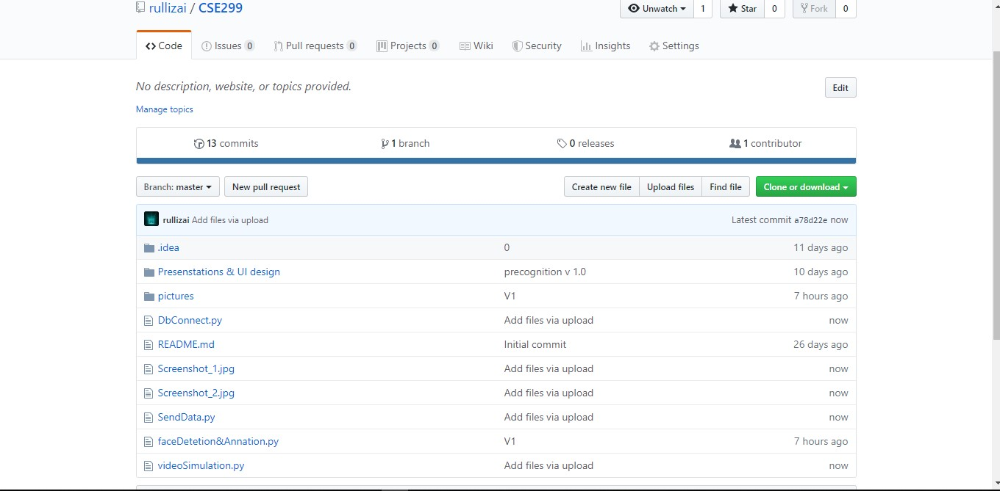 rullizai / CSE299 Unwatch 1 Star 0 Fork 0
Code Issues 0 Pull requests 0 Projects 0 Wiki Security Insights Settings
No description, website, or topics provided. Edit
Manage topics
13 commits 1 branch 0 releases 1 contributor
Branch: master New pull request Create new file Upload files Find file Clone or download
rullizai Add files via upload Latest commit a78d22e now
.idea 0 11 days ago
Presenstations & UI design precognition v 1.0 10 days ago
pictures V1 7 hours ago
DbConnect.py Add files via upload now
README.md Initial commit 26 days ago
Screenshot_1.jpg Add files via upload now
Screenshot_2.jpg Add files via upload now
SendData.py Add files via upload now
faceDetetion&Annation.py V1 7 hours ago
videoSimulation.py Add files via upload now